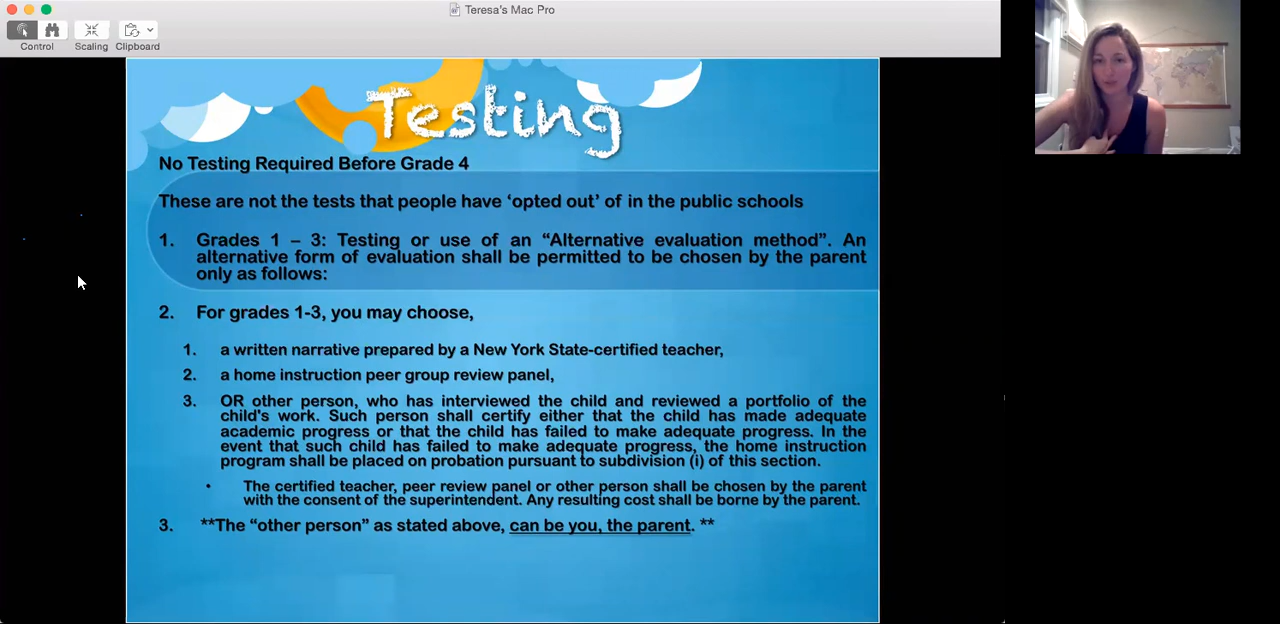 Teresa's Mac Pro
Control
Scaling
Clipboard
Testing
No Testing Required Before Grade 4
These are not the tests that people have ‘opted out’ of in the public schools
1. Grades 1 – 3: Testing or use of an “Alternative evaluation method”. An
alternative form of evaluation shall be permitted to be chosen by the parent
only as follows:
2. For grades 1-3, you may choose,
1. a written narrative prepared by a New York State-certified teacher,
2. a home instruction peer group review panel,
3. OR other person, who has interviewed the child and reviewed a portfolio of the
child's work. Such person shall certify either that the child has made adequate
academic progress or that the child has failed to make adequate progress. In the
event that such child has failed to make adequate progress, the home instruction
program shall be placed on probation pursuant to subdivision (i) of this section.
• The certified teacher, peer review panel or other person shall be chosen by the parent
with the consent of the superintendent. Any resulting cost shall be borne by the parent.
3. **The “other person” as stated above, can be you, the parent. **